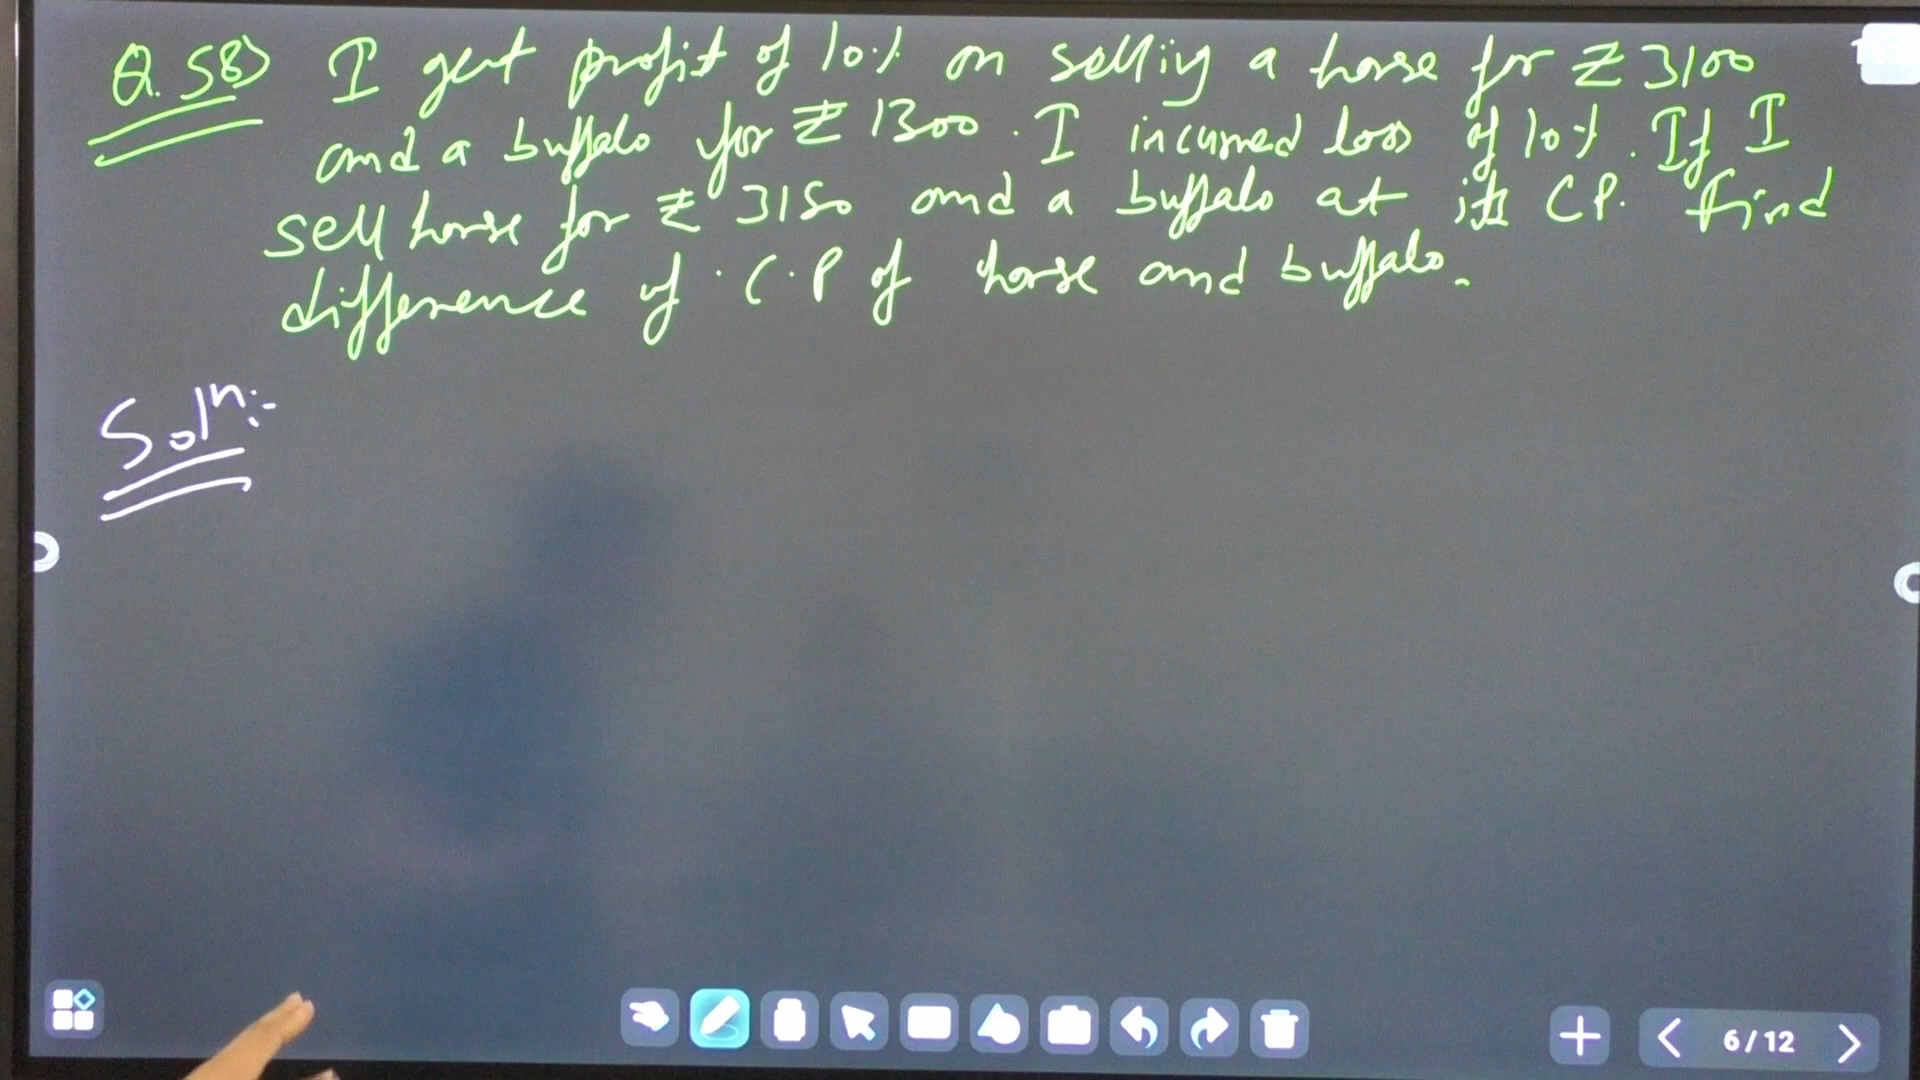 Q.58) I get profit of 10% on selling a horse for ₹ 3100
and a buffalo for ₹ 1300. I incurred loss of 10%. If I
sell horse for ₹ 3150 and a buffalo at its CP. Find
difference of C.P of horse and buffalo.
Solⁿ:-
6/12